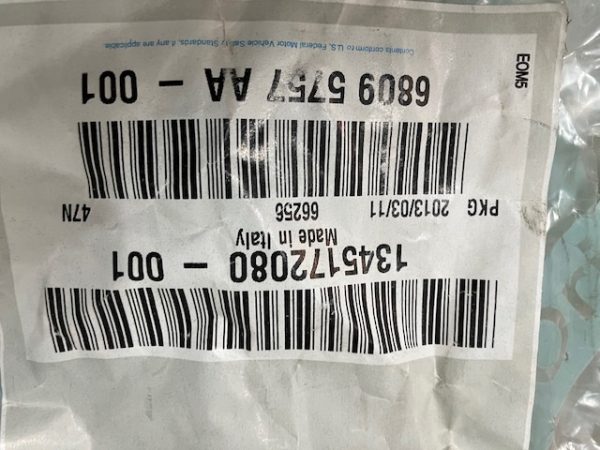 1345172080 - 001
Made in Italy
PKG 2013/03/11 66256 47N
6809 5757 AA - 001
Contents conform to U.S. Federal Motor Vehicle Safety Standards, if any are applicable.
EOM5